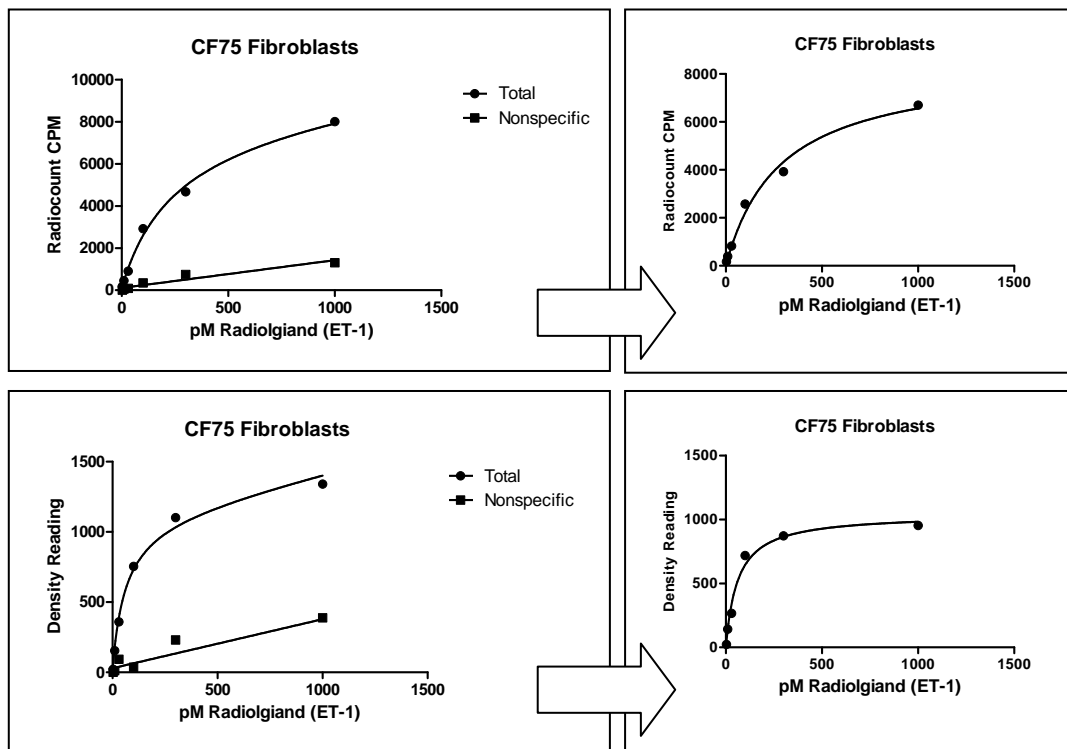 CF75 Fibroblasts
10000
8000
6000
4000
2000
0
0 500 1000 1500
Radiocount CPM
pM Radiolgiand (ET-1)
Total
Nonspecific
CF75 Fibroblasts
8000
6000
4000
2000
0
0 500 1000 1500
Radiocount CPM
pM Radiolgiand (ET-1)
CF75 Fibroblasts
1500
1000
500
0
0 500 1000 1500
Density Reading
pM Radiolgiand (ET-1)
Total
Nonspecific
CF75 Fibroblasts
1500
1000
500
0
0 500 1000 1500
Density Reading
pM Radiolgiand (ET-1)